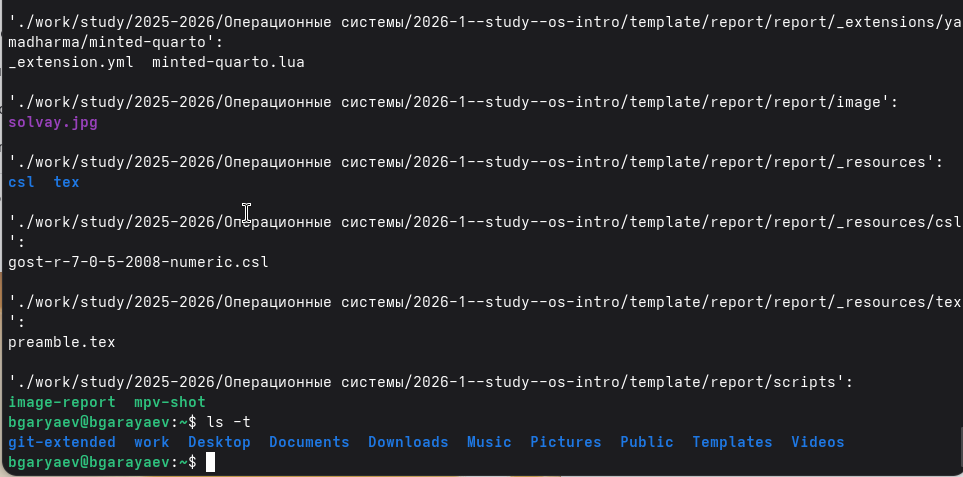 './work/study/2025-2026/Операционные системы/2026-1--study--os-intro/template/report/report/_extensions/ya
madharma/minted-quarto':
_extension.yml  minted-quarto.lua
'./work/study/2025-2026/Операционные системы/2026-1--study--os-intro/template/report/report/image':
solvay.jpg
'./work/study/2025-2026/Операционные системы/2026-1--study--os-intro/template/report/report/_resources':
csl  tex
'./work/study/2025-2026/Операционные системы/2026-1--study--os-intro/template/report/report/_resources/csl
':
gost-r-7-0-5-2008-numeric.csl
'./work/study/2025-2026/Операционные системы/2026-1--study--os-intro/template/report/report/_resources/tex
':
preamble.tex
'./work/study/2025-2026/Операционные системы/2026-1--study--os-intro/template/report/scripts':
image-report  mpv-shot
bgaryaev@bgarayaev:~$ ls -t
git-extended  work  Desktop  Documents  Downloads  Music  Pictures  Public  Templates  Videos
bgaryaev@bgarayaev:~$